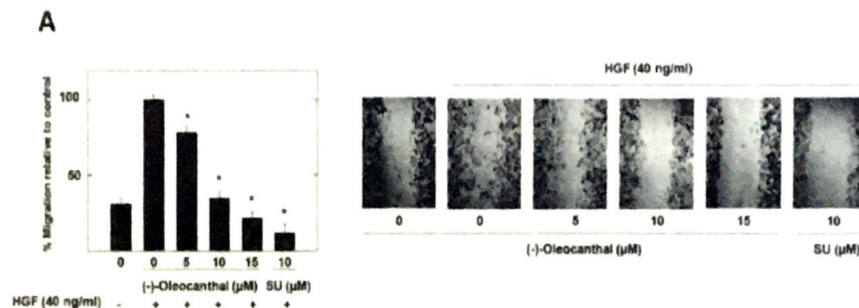 A
% Migration relative to control
100
50
0 0 5 10 15 10
(-)-Oleocanthal (µM) SU (µM)
HGF (40 ng/ml) - + + + + +
* * * * *
HGF (40 ng/ml)
0 0 5 10 15 10
(-)-Oleocanthal (µM) SU (µM)